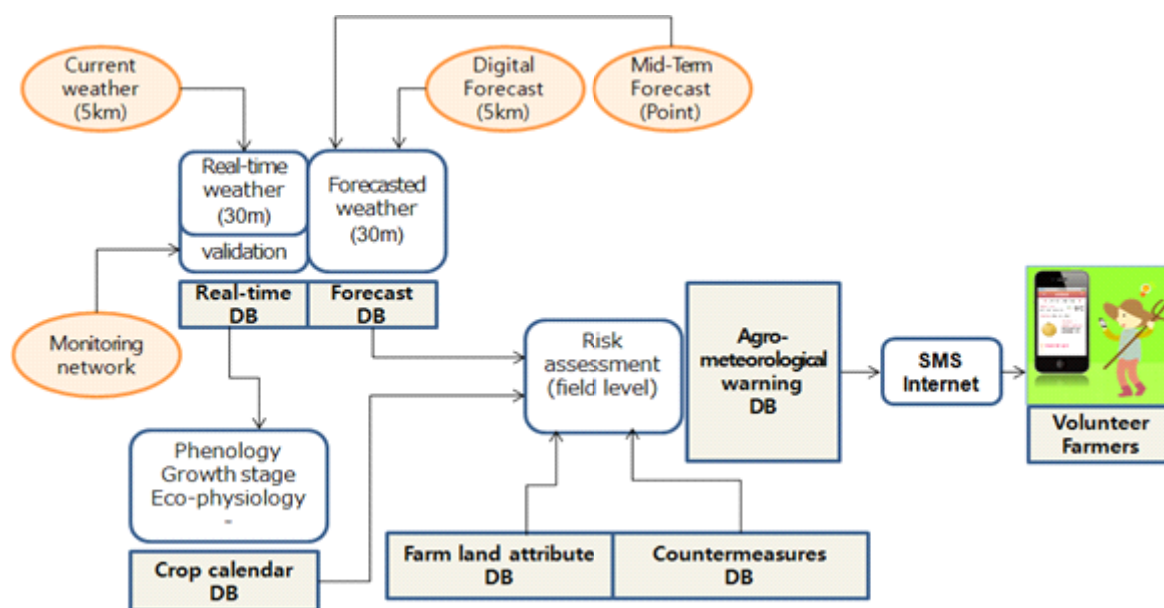 Current
weather
(5km)
Digital
Forecast
(5km)
Mid-Term
Forecast
(Point)
Real-time
weather
(30m)
validation
Forecasted
weather
(30m)
Real-time
DB
Forecast
DB
Monitoring
network
Risk
assessment
(field level)
Agro-
meteorological
warning
DB
SMS
Internet
Volunteer
Farmers
Phenology
Growth stage
Eco-physiology
-
Crop calendar
DB
Farm land attribute
DB
Countermeasures
DB